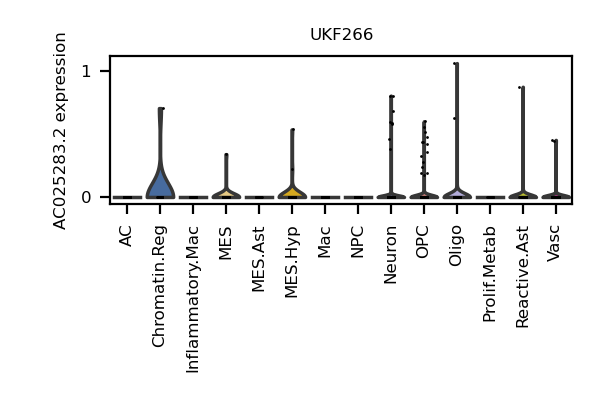 UKF266
AC025283.2 expression
1
0
AC
Chromatin.Reg
Inflammatory.Mac
MES
MES.Ast
MES.Hyp
Mac
NPC
Neuron
OPC
Oligo
Prolif.Metab
Reactive.Ast
Vasc